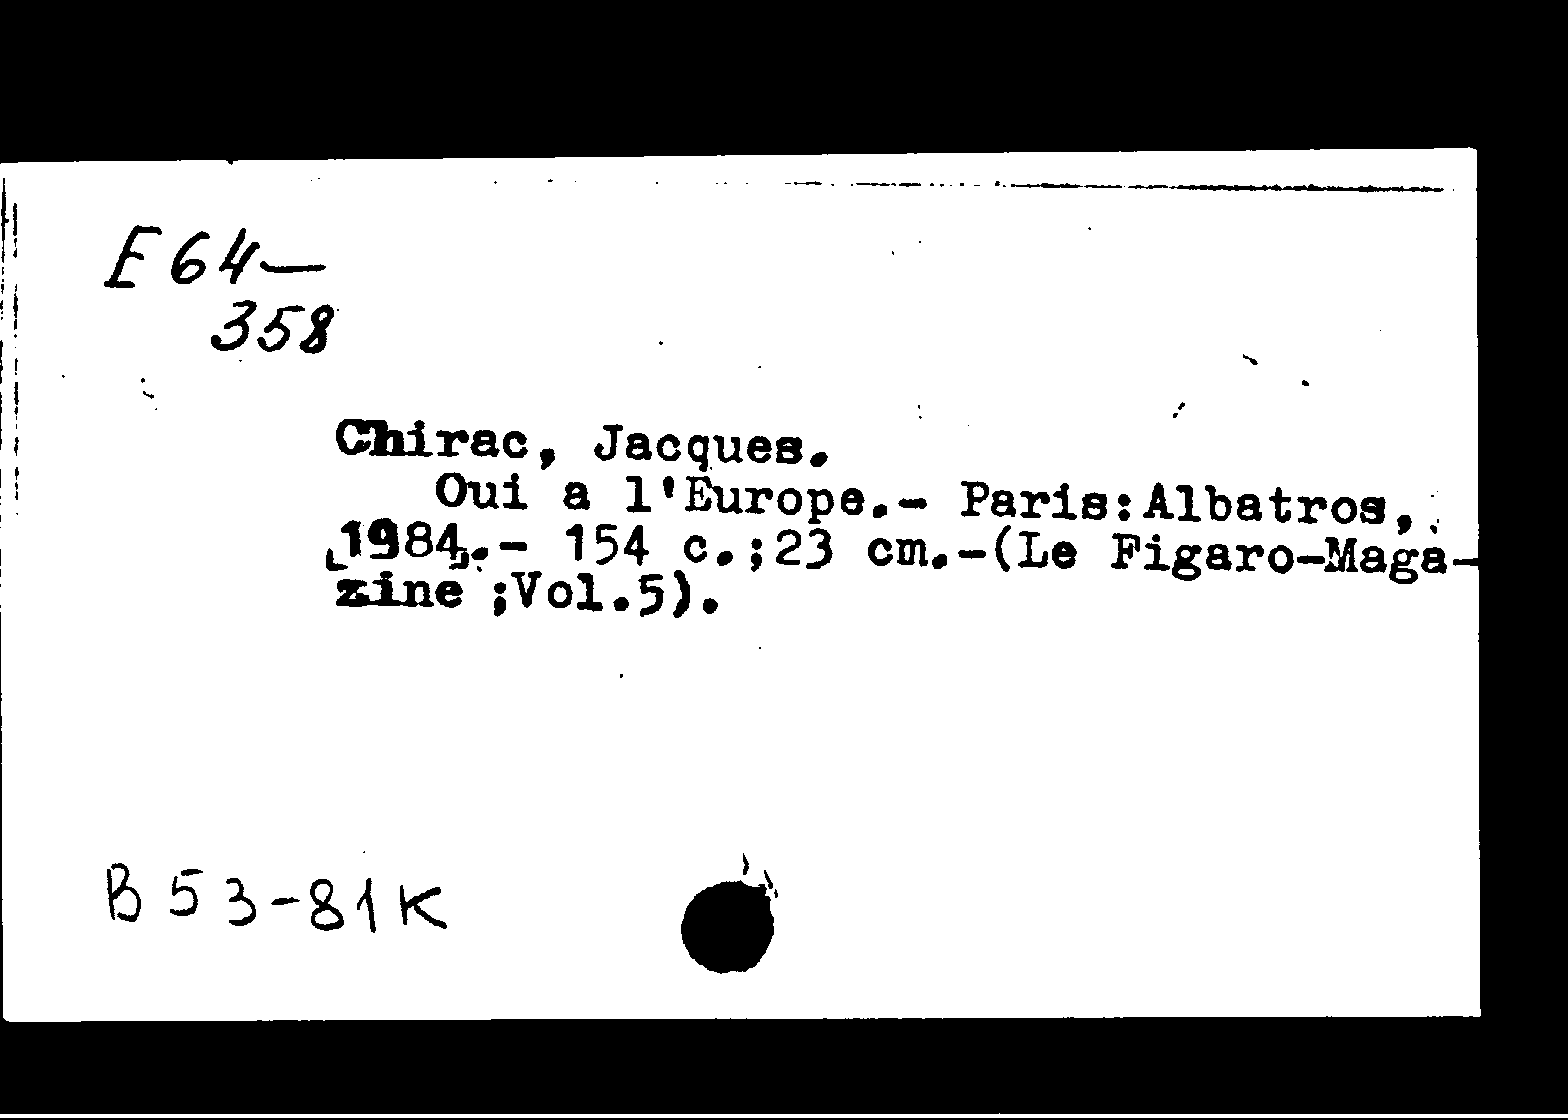 E64—
358
Chirac, Jacques.
Oui a l'Europe.- Paris:Albatros,
[1984].- 154 c.;23 cm.-(Le Figaro-Maga-
zine ;Vol.5).
B 53-81K